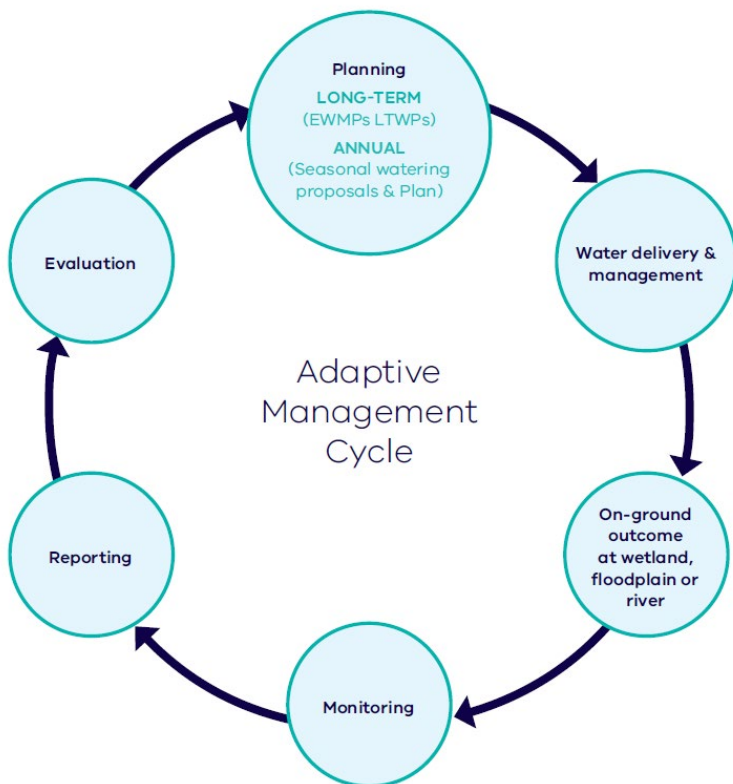 Planning
LONG-TERM
(EWMPs LTWPs)
ANNUAL
(Seasonal watering
proposals & Plan)
Water delivery &
management
On-ground
outcome
at wetland,
floodplain or
river
Monitoring
Reporting
Evaluation
Adaptive
Management
Cycle